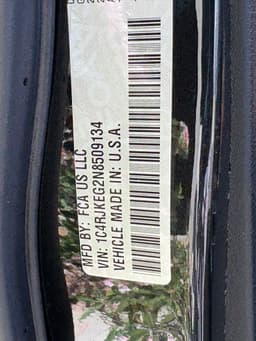 MFD BY: FCA US LLC
VIN: 1C4RJKEG2N8509134
VEHICLE MADE IN: U.S.A.